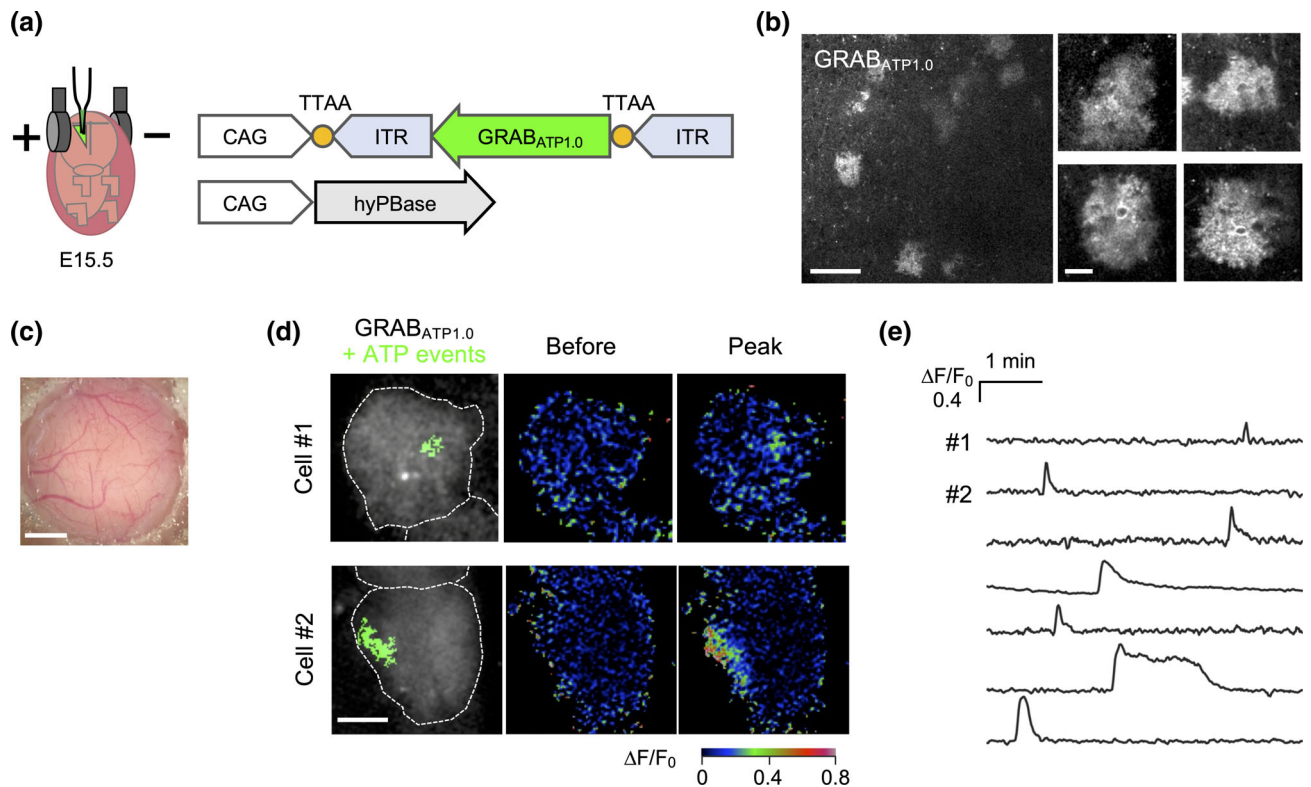 (a)
+
−
E15.5
TTAA TTAA
CAG ITR GRABATP1.0 ITR
CAG hyPBase
(b)
GRABATP1.0
(c)
(d)
GRABATP1.0
+ ATP events Before Peak
Cell #1
Cell #2
ΔF/F0
0 0.4 0.8
(e)
1 min
ΔF/F0
0.4
#1
#2